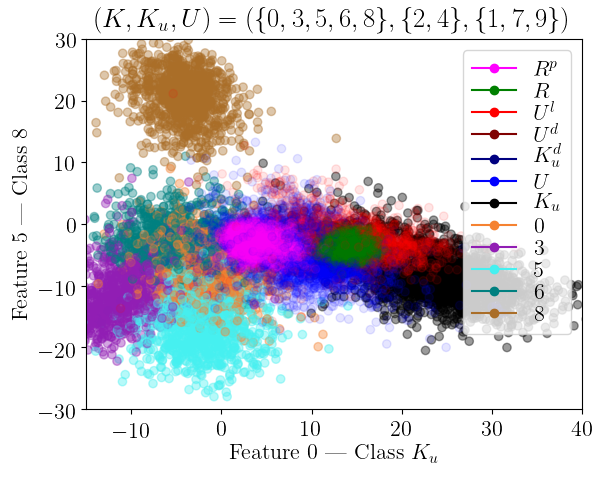 (K, K_u, U) = ({0, 3, 5, 6, 8}, {2, 4}, {1, 7, 9})
30
20
10
0
−10
−20
−30
Feature 5 — Class 8
−10
0
10
20
30
40
Feature 0 — Class K_u
R^p
R
U^l
U^d
K_u^d
U
K_u
0
3
5
6
8